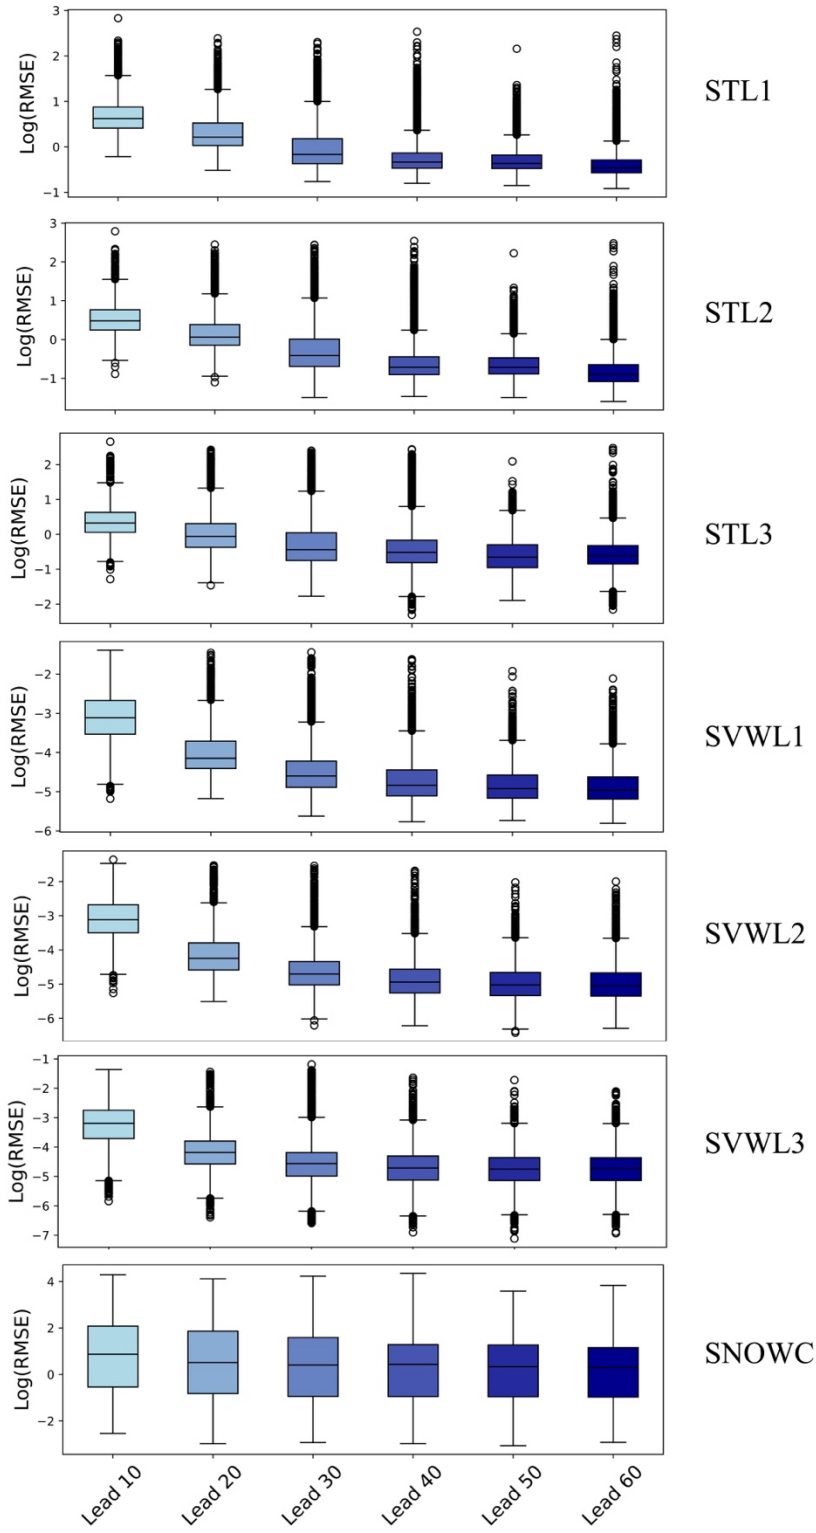 3
2
1
0
−1
Log(RMSE)
STL1
3
2
1
0
−1
Log(RMSE)
STL2
2
1
0
−1
−2
Log(RMSE)
STL3
−2
−3
−4
−5
−6
Log(RMSE)
SVWL1
−2
−3
−4
−5
−6
Log(RMSE)
SVWL2
−1
−2
−3
−4
−5
−6
−7
Log(RMSE)
SVWL3
4
2
0
−2
Log(RMSE)
SNOWC
Lead 10
Lead 20
Lead 30
Lead 40
Lead 50
Lead 60